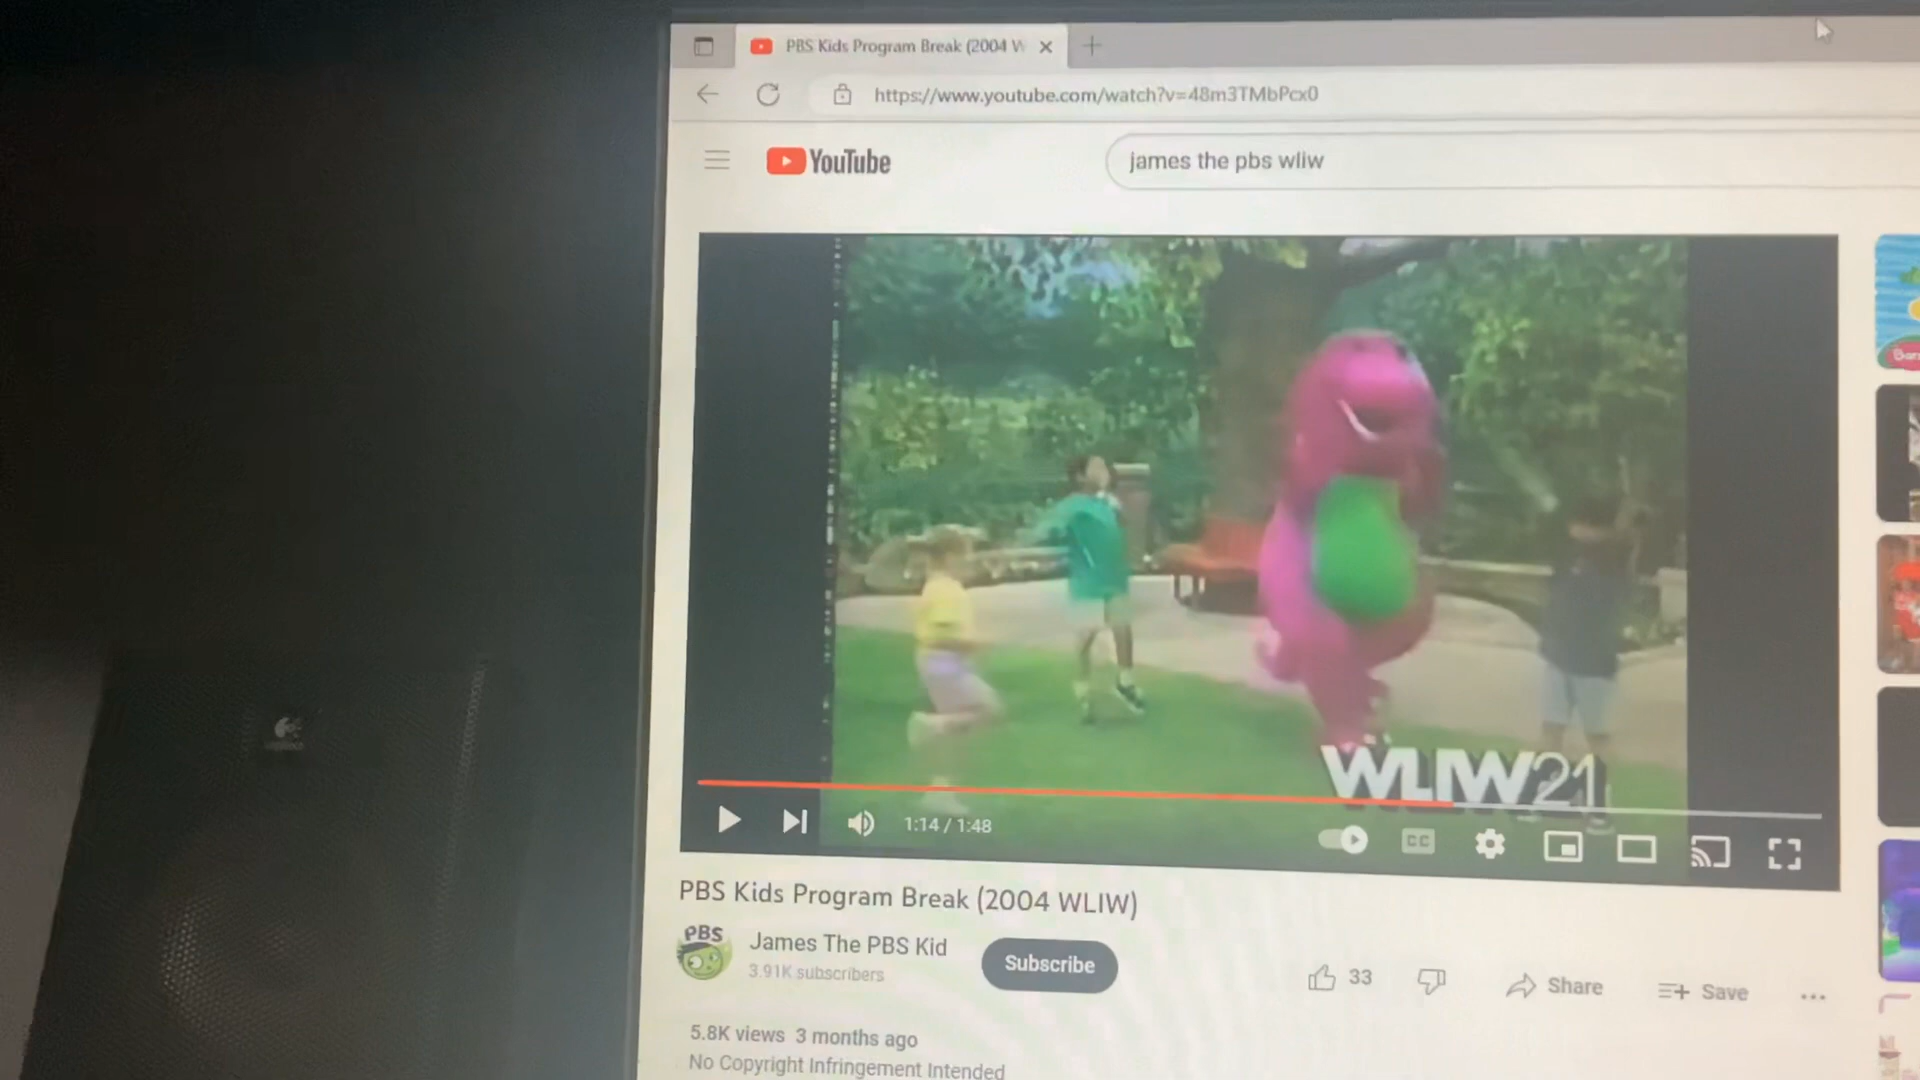 PBS Kids Program Break (2004 W
https://www.youtube.com/watch?v=48m3TMbPcx0
YouTube
james the pbs wliw
WLIW21
1:14 / 1:48
CC
PBS Kids Program Break (2004 WLIW)
PBS
James The PBS Kid
3.91K subscribers
Subscribe
33
Share
Save
5.8K views 3 months ago
No Copyright Infringement Intended